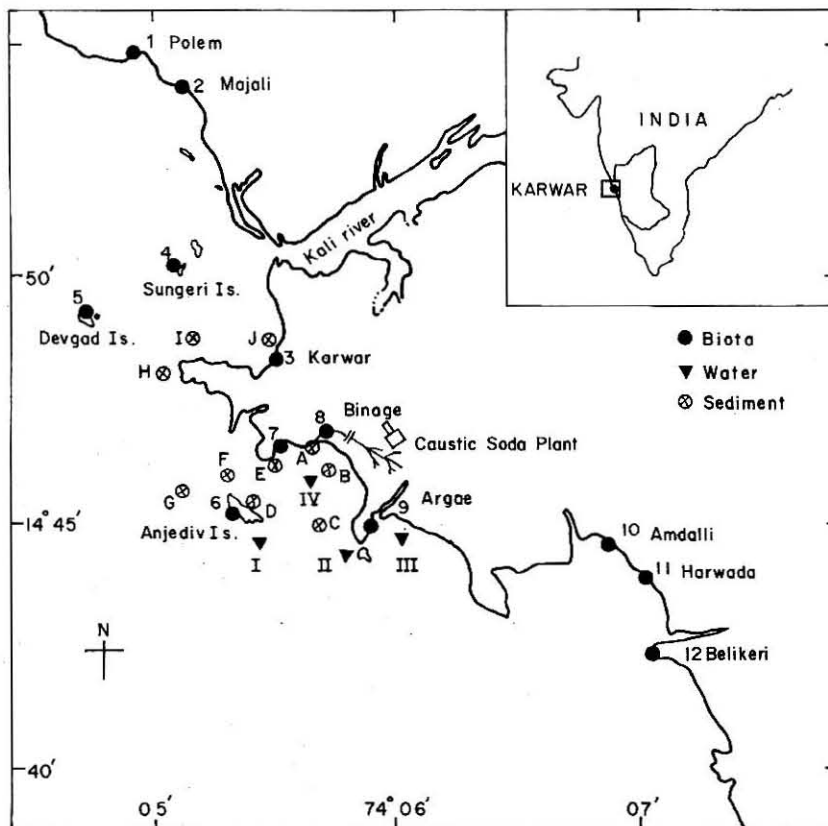 1 Polem
2 Majali
INDIA
KARWAR
Kali river
4
50'
Sungeri Is.
5
Devgad Is.
I
J
Biota
3 Karwar
H
Water
Sediment
8
Binage
7
A
Caustic Soda Plant
F
E
B
G
IV
Argae
6
D
C
9
14°45'
10 Amdalli
Anjediv Is.
I
II
III
11 Harwada
N
12 Belikeri
40'
05'
74°06'
07'